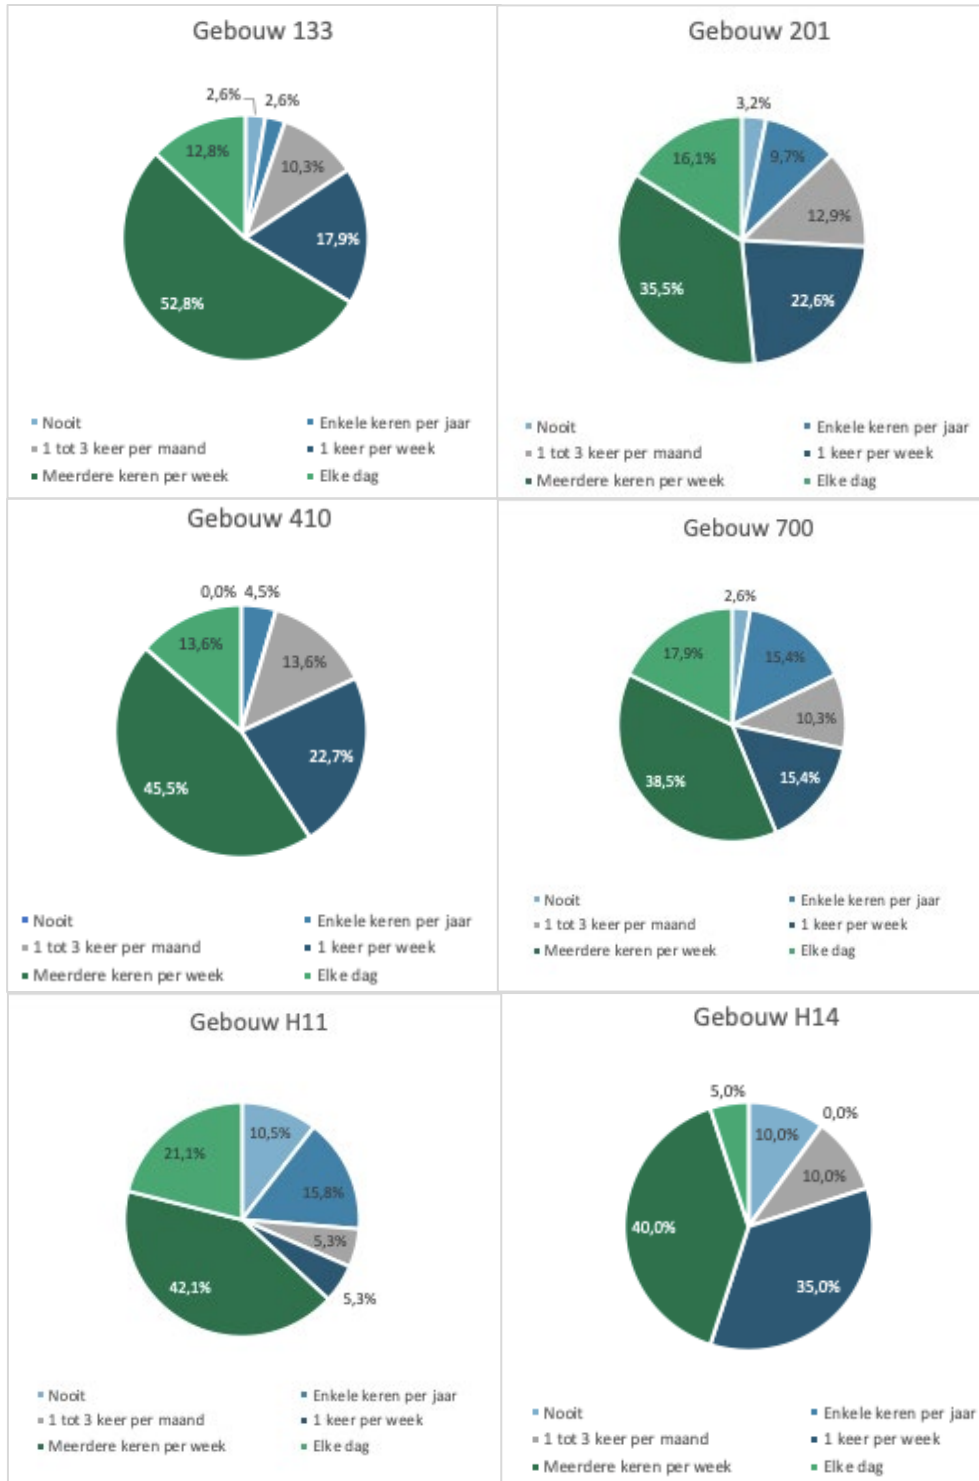 Gebouw 133
2,6%
2,6%
10,3%
17,9%
52,8%
12,8%
Nooit
Enkele keren per jaar
1 tot 3 keer per maand
1 keer per week
Meerdere keren per week
Elke dag
Gebouw 201
3,2%
9,7%
12,9%
22,6%
35,5%
16,1%
Nooit
Enkele keren per jaar
1 tot 3 keer per maand
1 keer per week
Meerdere keren per week
Elke dag
Gebouw 410
0,0%
4,5%
13,6%
22,7%
45,5%
13,6%
Nooit
Enkele keren per jaar
1 tot 3 keer per maand
1 keer per week
Meerdere keren per week
Elke dag
Gebouw 700
2,6%
15,4%
10,3%
15,4%
38,5%
17,9%
Nooit
Enkele keren per jaar
1 tot 3 keer per maand
1 keer per week
Meerdere keren per week
Elke dag
Gebouw H11
10,5%
15,8%
5,3%
5,3%
42,1%
21,1%
Nooit
Enkele keren per jaar
1 tot 3 keer per maand
1 keer per week
Meerdere keren per week
Elke dag
Gebouw H14
10,0%
0,0%
10,0%
35,0%
40,0%
5,0%
Nooit
Enkele keren per jaar
1 tot 3 keer per maand
1 keer per week
Meerdere keren per week
Elke dag